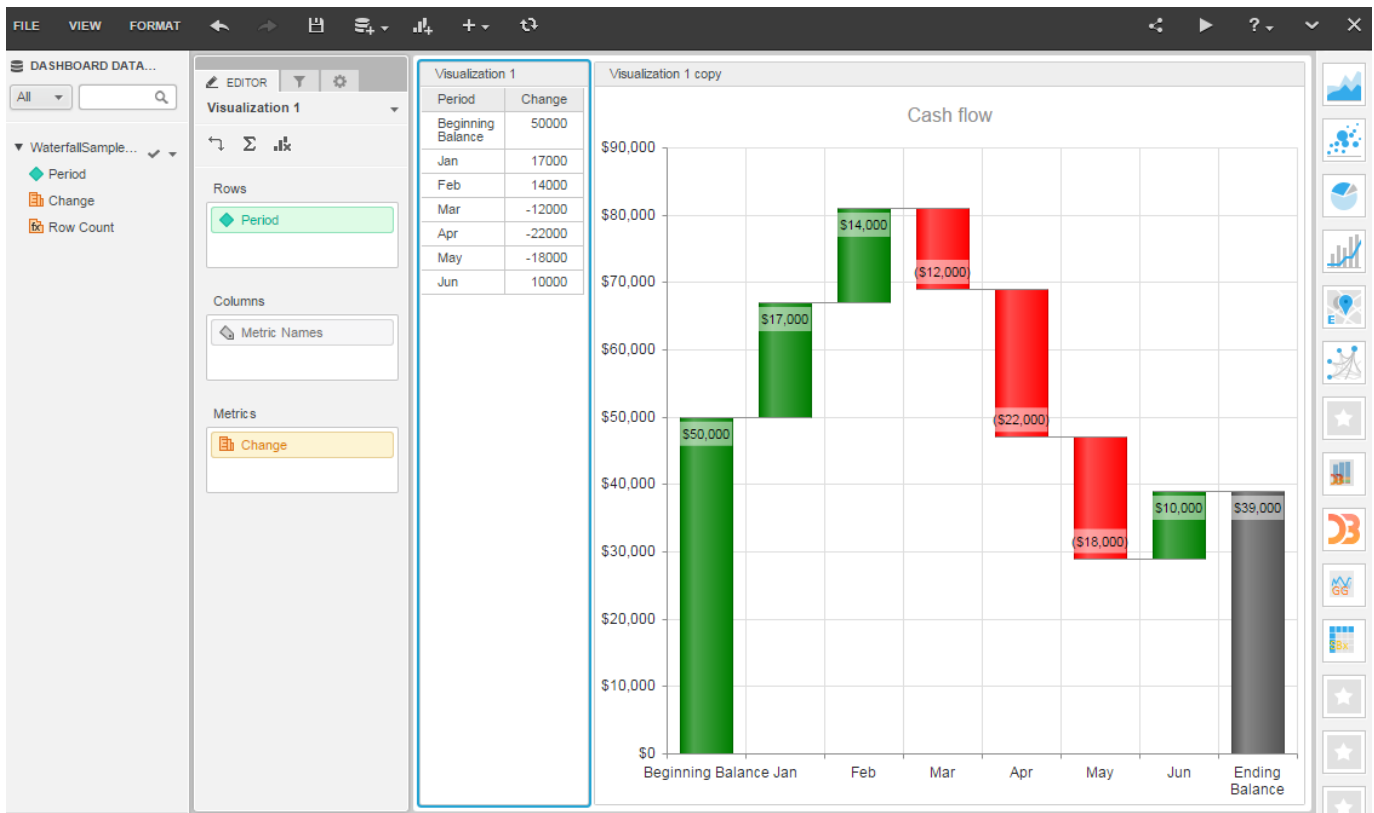 FILE VIEW FORMAT ?
DASHBOARD DATA...
All
WaterfallSample...
Period
Change
fx Row Count
EDITOR
Visualization 1
Σ
Rows
Period
Columns
Metric Names
Metrics
Change
Visualization 1
Period Change
Beginning
Balance 50000
Jan 17000
Feb 14000
Mar -12000
Apr -22000
May -18000
Jun 10000
Visualization 1 copy
Cash flow
$90,000
$80,000
$70,000
$60,000
$50,000
$40,000
$30,000
$20,000
$10,000
$0
$50,000
$17,000
$14,000
($12,000)
($22,000)
($18,000)
$10,000
$39,000
Beginning Balance Jan Feb Mar Apr May Jun Ending
Balance
E
D3
GG